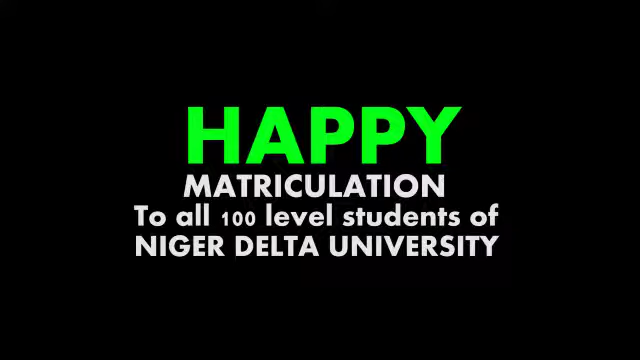 HAPPY
MATRICULATION
To all 100 level students of
NIGER DELTA UNIVERSITY